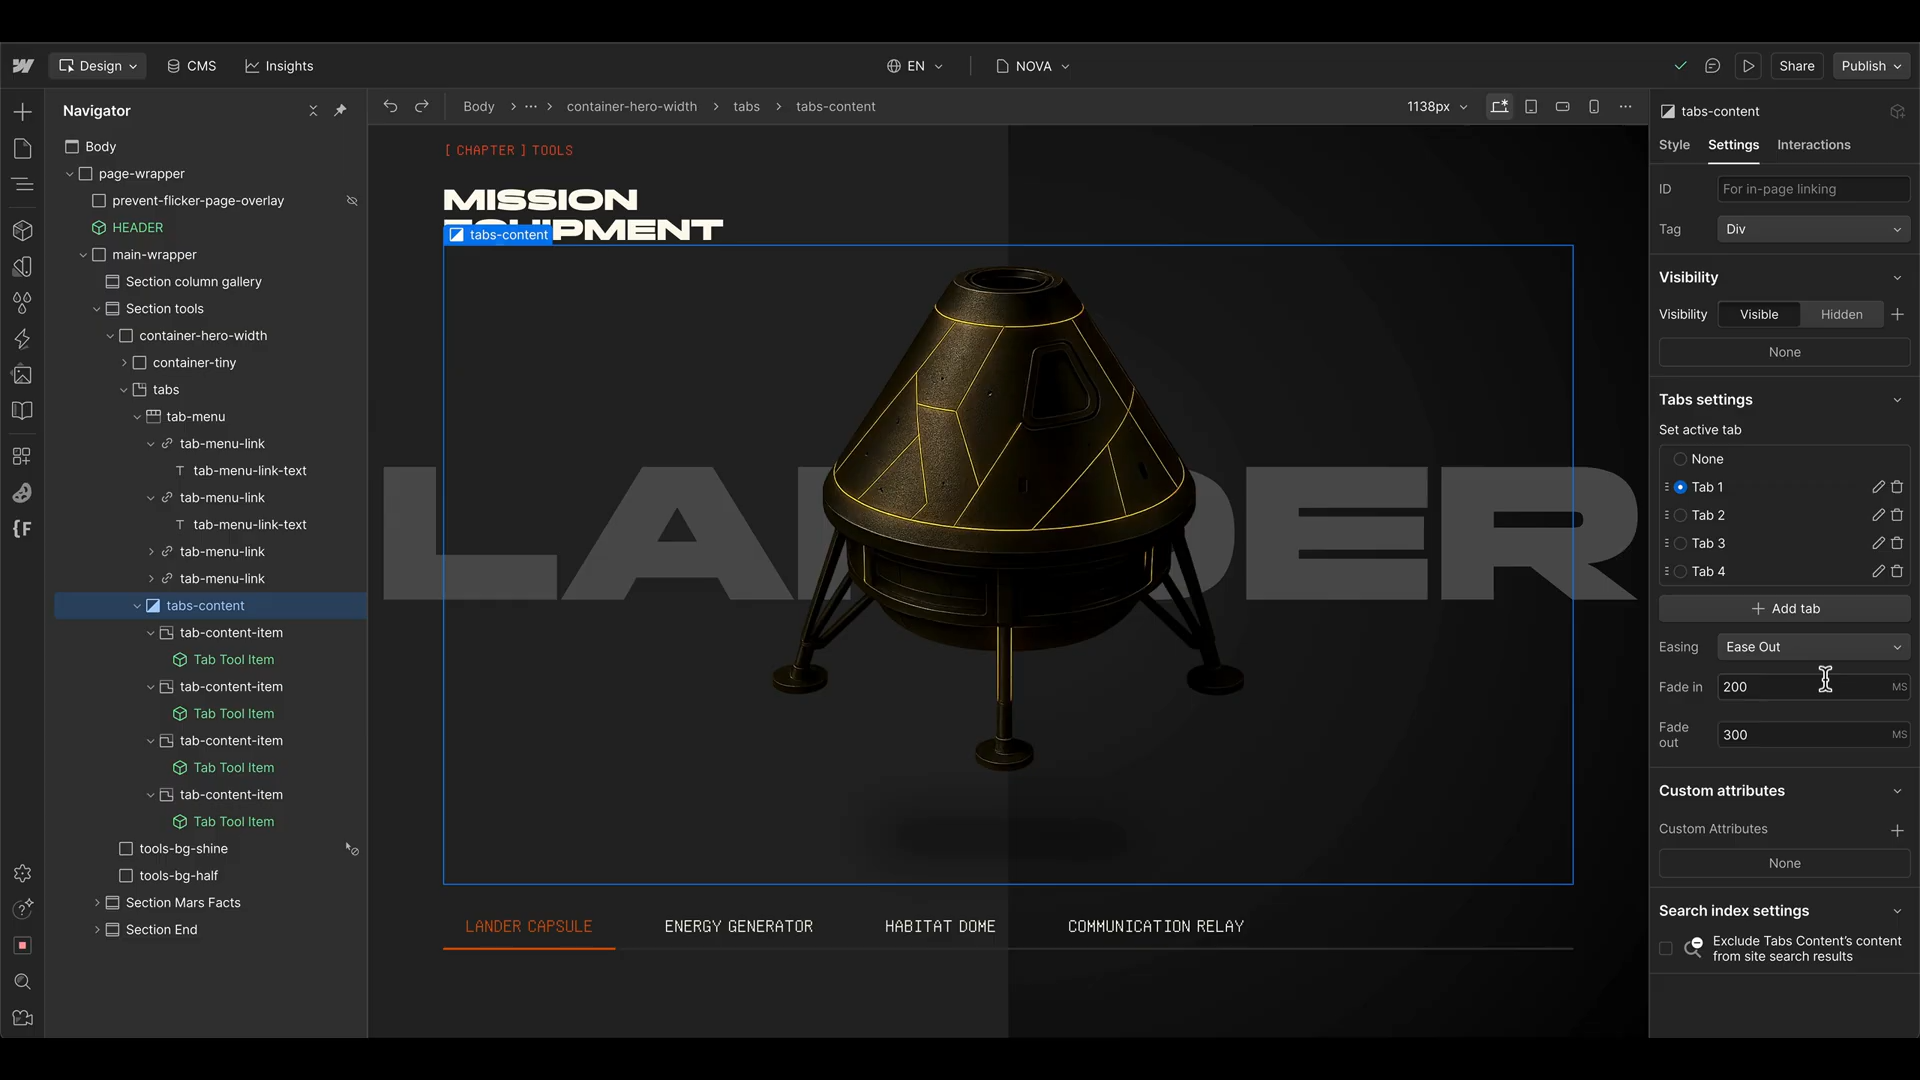 Design
CMS
Insights
EN
NOVA
Share
Publish
Navigator
Body
page-wrapper
prevent-flicker-page-overlay
HEADER
main-wrapper
Section column gallery
Section tools
container-hero-width
container-tiny
tabs
tab-menu
tab-menu-link
tab-menu-link-text
tab-menu-link
tab-menu-link-text
tab-menu-link
tab-menu-link
tabs-content
tab-content-item
Tab Tool Item
tab-content-item
Tab Tool Item
tab-content-item
Tab Tool Item
tab-content-item
Tab Tool Item
tools-bg-shine
tools-bg-half
Section Mars Facts
Section End
{F
Body > ··· > container-hero-width > tabs > tabs-content
1138px
[ CHAPTER ] TOOLS
MISSION
EQUIPMENT
tabs-content
LANDER
LANDER CAPSULE
ENERGY GENERATOR
HABITAT DOME
COMMUNICATION RELAY
tabs-content
Style
Settings
Interactions
ID
For in-page linking
Tag
Div
Visibility
Visibility
Visible
Hidden
None
Tabs settings
Set active tab
None
Tab 1
Tab 2
Tab 3
Tab 4
+ Add tab
Easing
Ease Out
Fade in
200
MS
Fade
out
300
MS
Custom attributes
Custom Attributes
None
Search index settings
Exclude Tabs Content's content
from site search results